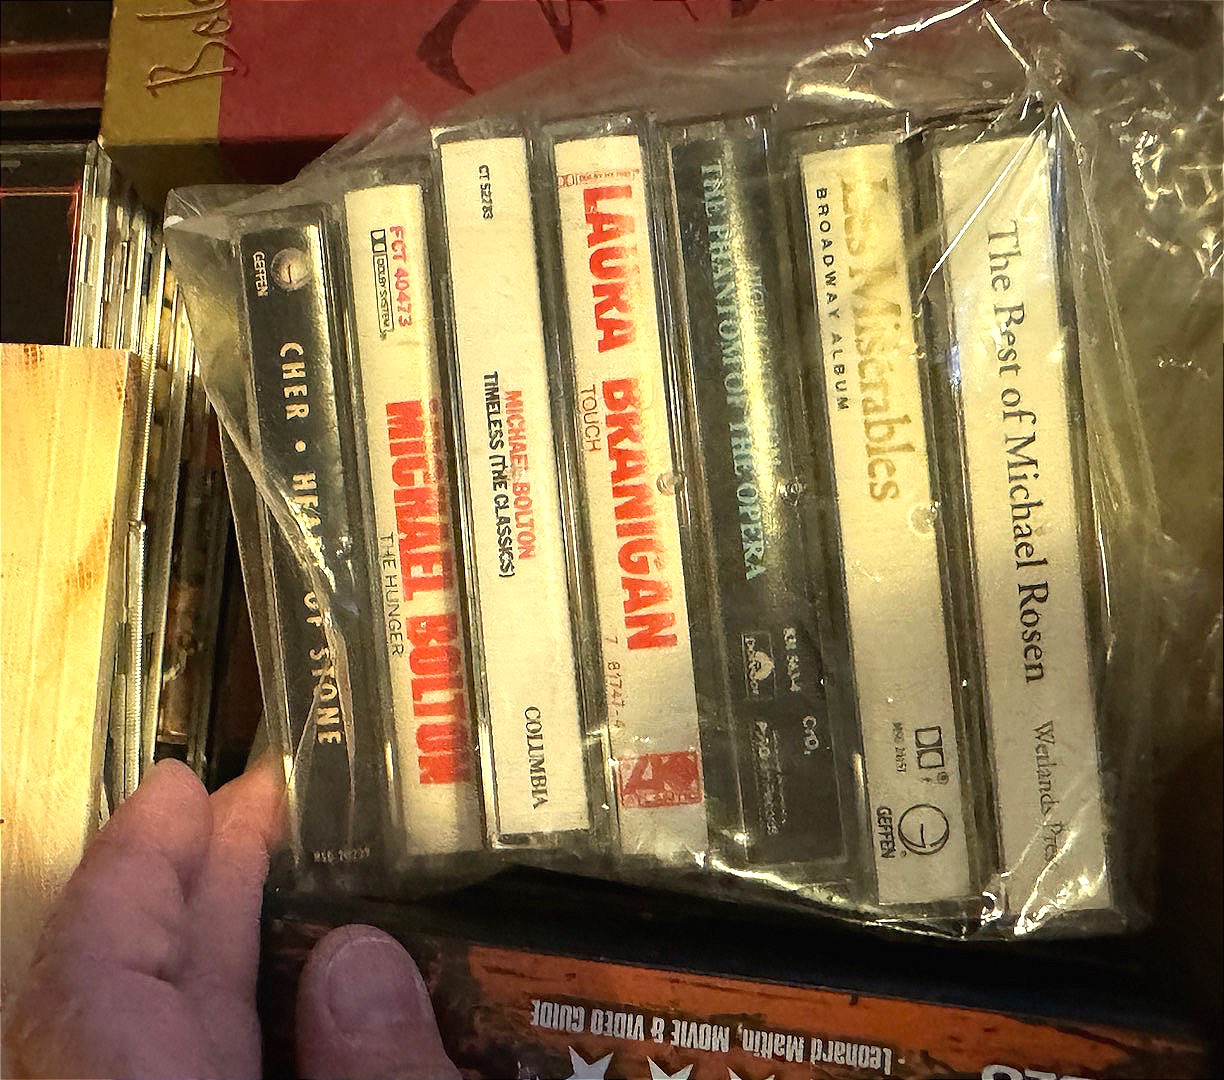 GEFFEN
CHER • HEART OF STONE
FCT 40473
DOLBY SYSTEM
MICHAEL BOLTON
THE HUNGER
CT 52783
MICHAEL BOLTON
TIMELESS (THE CLASSICS)
COLUMBIA
LAURA BRANIGAN
TOUCH
7 81747-4
THE PHANTOM OF THE OPERA
CrO₂
Les Misérables
BROADWAY ALBUM
GEFFEN
The Best of Michael Rosen
- Leonard Maltin, MOVIE & VIDEO GUIDE